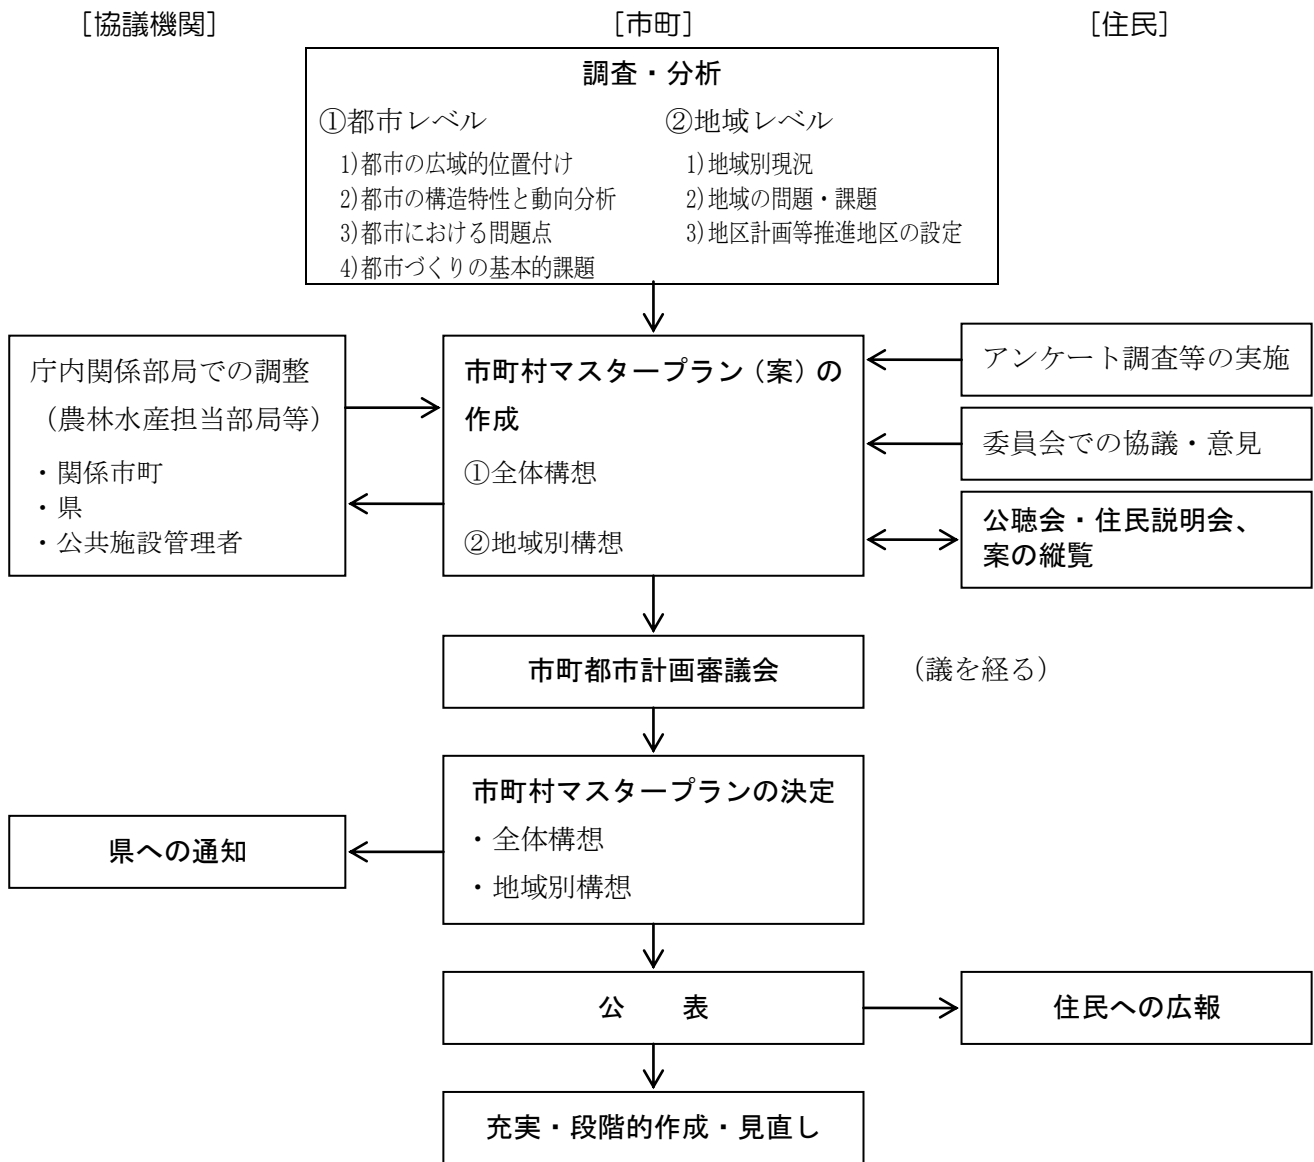 [協議機関]
[市町]
[住民]
調査・分析
①都市レベル
1)都市の広域的位置付け
2)都市の構造特性と動向分析
3)都市における問題点
4)都市づくりの基本的課題
②地域レベル
1)地域別現況
2)地域の問題・課題
3)地区計画等推進地区の設定
庁内関係部局での調整
(農林水産担当部局等)
・関係市町
・県
・公共施設管理者
市町村マスタープラン(案)の
作成
①全体構想
②地域別構想
アンケート調査等の実施
委員会での協議・意見
公聴会・住民説明会、
案の縦覧
市町都市計画審議会
(議を経る)
市町村マスタープランの決定
・全体構想
・地域別構想
県への通知
公　　表
住民への広報
充実・段階的作成・見直し